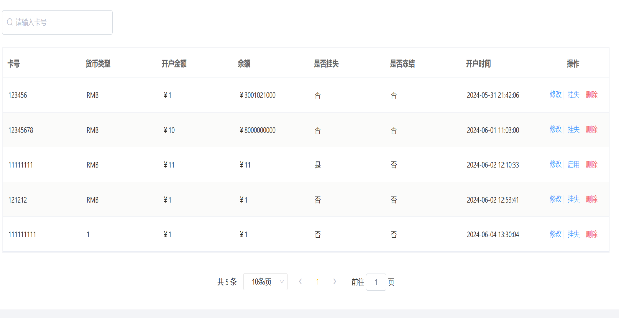 请输入卡号
卡号 货币类型 开户金额 余额 是否挂失 是否冻结 开户时间 操作
123456 RMB ￥1 ￥3001021000 否 否 2024-05-31 21:42:06 修改 挂失 删除
12345678 RMB ￥10 ￥8000000000 否 否 2024-06-01 11:03:00 修改 挂失 删除
11111111 RMB ￥11 ￥11 是 否 2024-06-02 12:10:33 修改 启用 删除
121212 RMB ￥1 ￥1 否 否 2024-06-02 12:53:41 修改 挂失 删除
111111111 1 ￥1 ￥1 否 否 2024-06-04 13:30:04 修改 挂失 删除
共 5 条 10条/页 1 前往 1 页